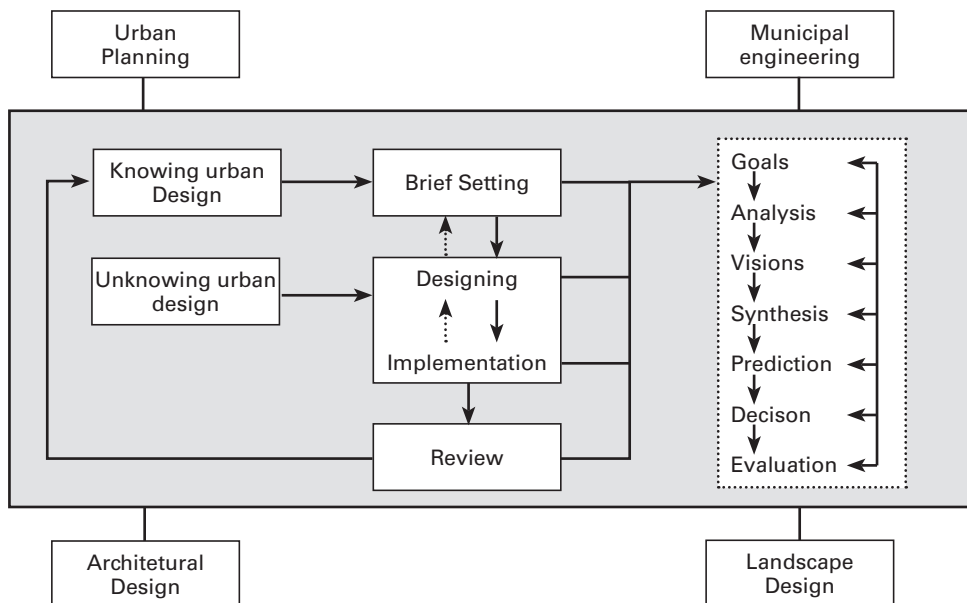 Urban
Planning
Municipal
engineering
Knowing urban
Design
Brief Setting
Unknowing urban
design
Designing
Implementation
Review
Goals
Analysis
Visions
Synthesis
Prediction
Decison
Evaluation
Architetural
Design
Landscape
Design